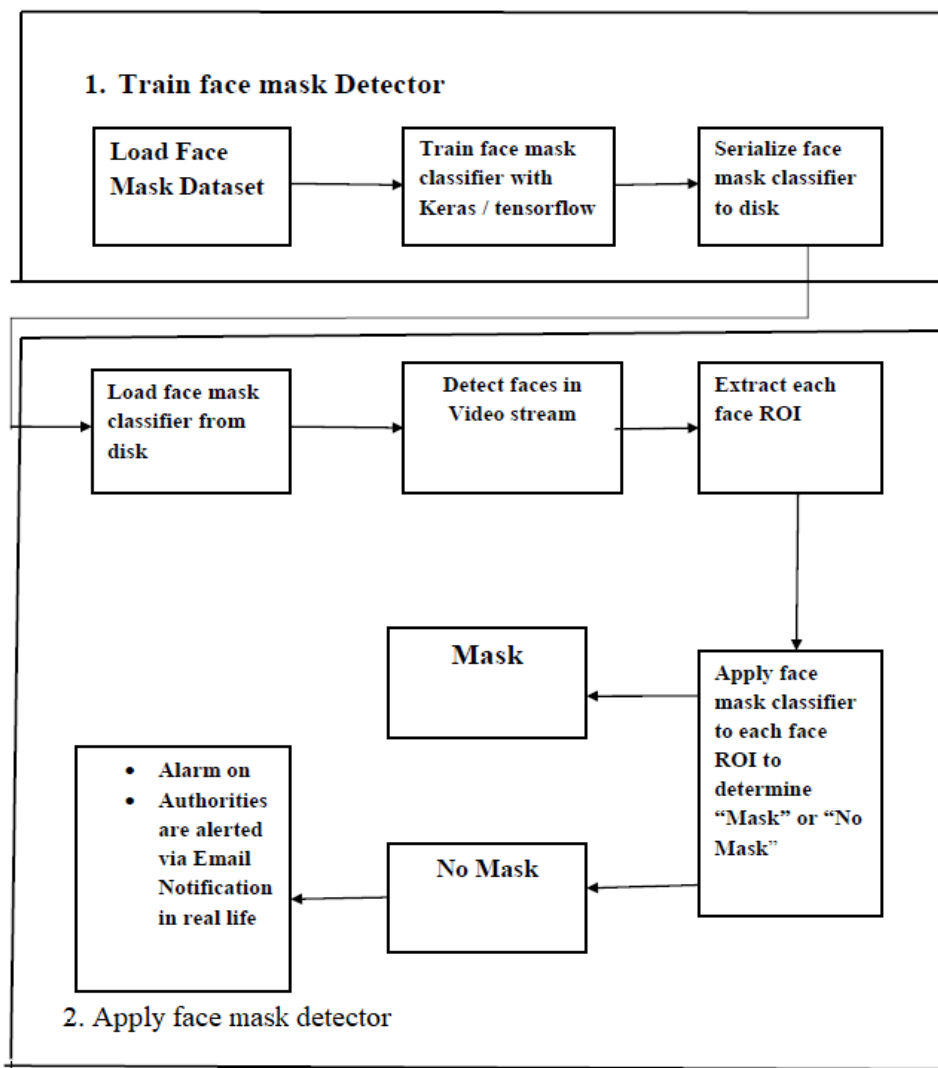 1. Train face mask Detector
Load Face
Mask Dataset
Train face mask
classifier with
Keras / tensorflow
Serialize face
mask classifier
to disk
Load face mask
classifier from
disk
Detect faces in
Video stream
Extract each
face ROI
Mask
Apply face
mask classifier
to each face
ROI to
determine
“Mask” or “No
Mask”
No Mask
• Alarm on
• Authorities
are alerted
via Email
Notification
in real life
2. Apply face mask detector